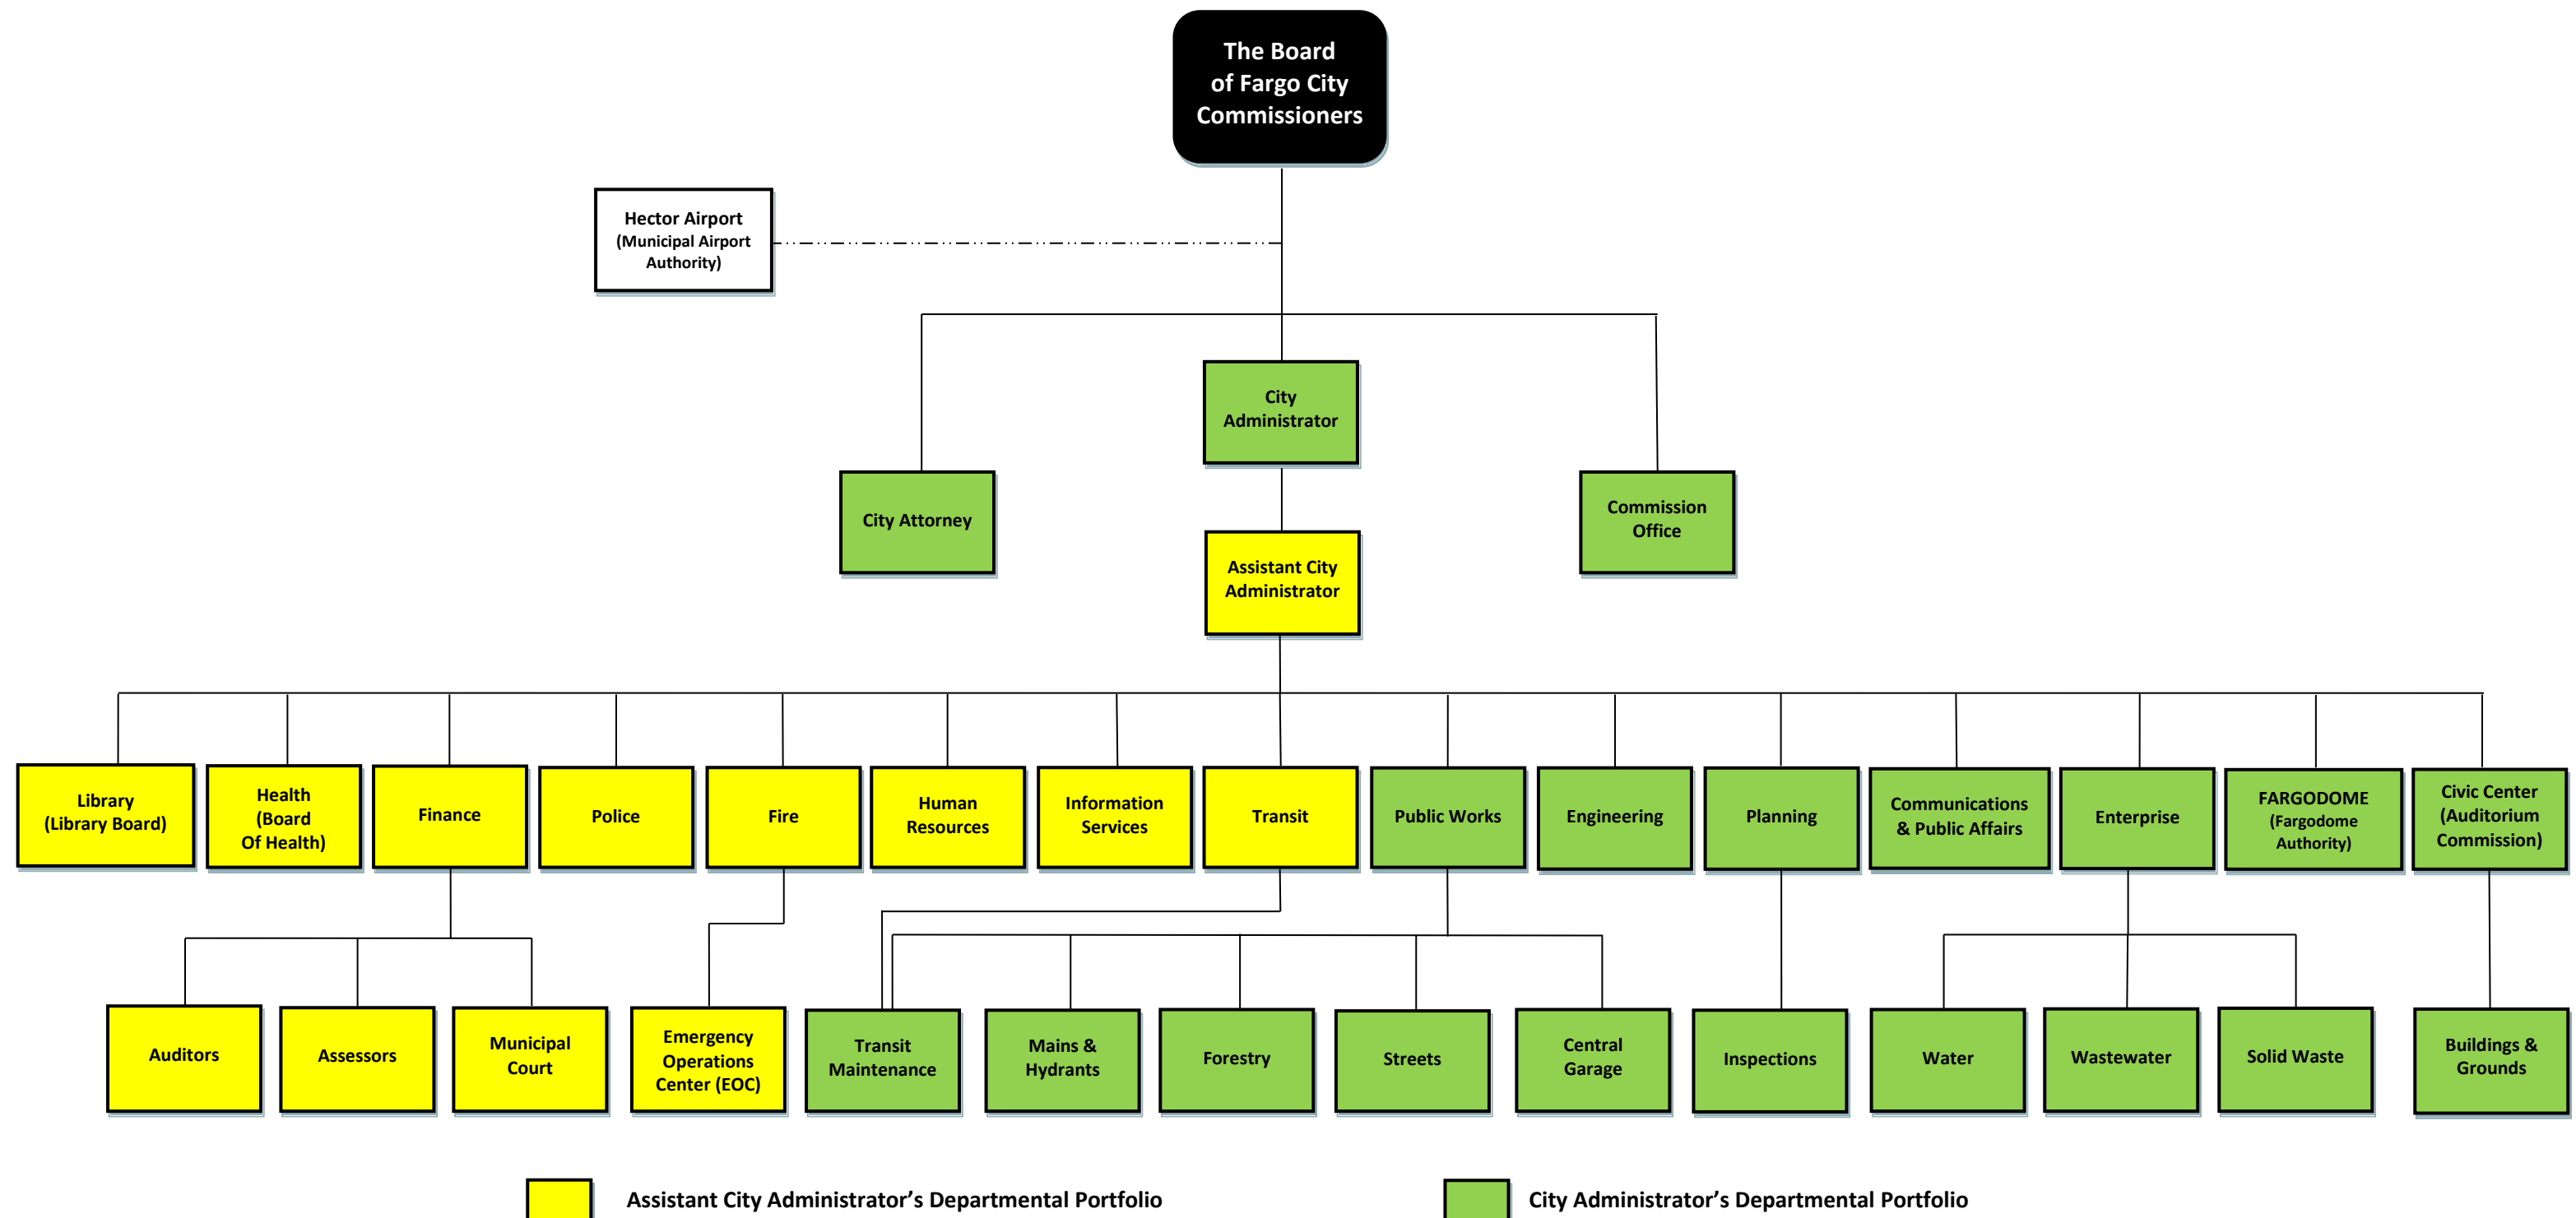 The Board
of Fargo City
Commissioners
Hector Airport
(Municipal Airport
Authority)
City
Administrator
City Attorney
Commission
Office
Assistant City
Administrator
Library
(Library Board)
Health
(Board
Of Health)
Finance
Police
Fire
Human
Resources
Information
Services
Transit
Public Works
Engineering
Planning
Communications
& Public Affairs
Enterprise
FARGODOME
(Fargodome
Authority)
Civic Center
(Auditorium
Commission)
Auditors
Assessors
Municipal
Court
Emergency
Operations
Center (EOC)
Transit
Maintenance
Mains &
Hydrants
Forestry
Streets
Central
Garage
Inspections
Water
Wastewater
Solid Waste
Buildings &
Grounds
Assistant City Administrator’s Departmental Portfolio
City Administrator’s Departmental Portfolio